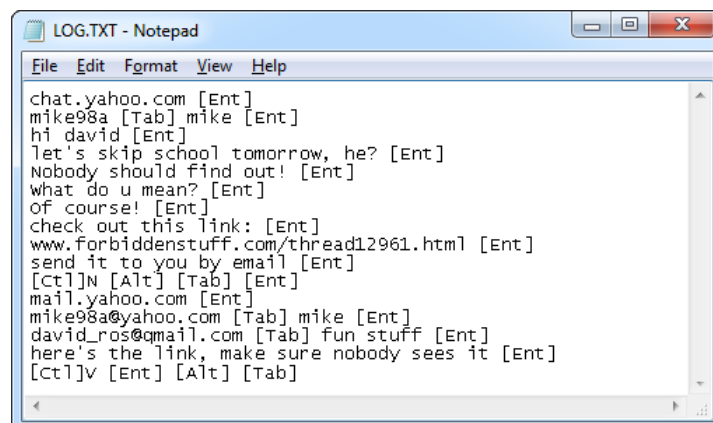 LOG.TXT - Notepad
File Edit Format View Help
chat.yahoo.com [Ent]
mike98a [Tab] mike [Ent]
hi david [Ent]
let's skip school tomorrow, he? [Ent]
Nobody should find out! [Ent]
what do u mean? [Ent]
Of course! [Ent]
check out this link: [Ent]
www.forbiddenstuff.com/thread12961.html [Ent]
send it to you by email [Ent]
[Ctl]N [Alt] [Tab] [Ent]
mail.yahoo.com [Ent]
mike98a@yahoo.com [Tab] mike [Ent]
david_ros@qmail.com [Tab] fun stuff [Ent]
here's the link, make sure nobody sees it [Ent]
[Ctl]V [Ent] [Alt] [Tab]